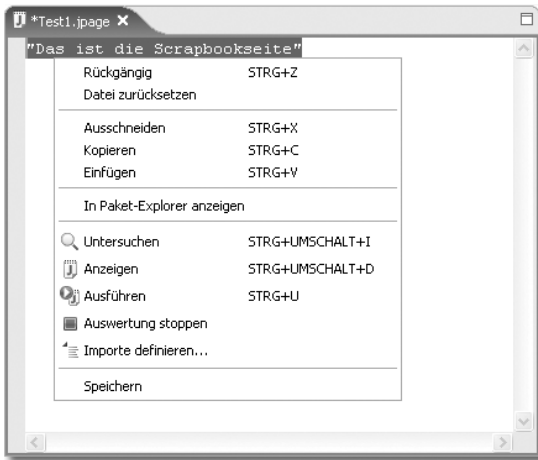 *Test1.jpage
"Das ist die Scrapbookseite"
Rückgängig STRG+Z
Datei zurücksetzen
Ausschneiden STRG+X
Kopieren STRG+C
Einfügen STRG+V
In Paket-Explorer anzeigen
Untersuchen STRG+UMSCHALT+I
Anzeigen STRG+UMSCHALT+D
Ausführen STRG+U
Auswertung stoppen
Importe definieren...
Speichern